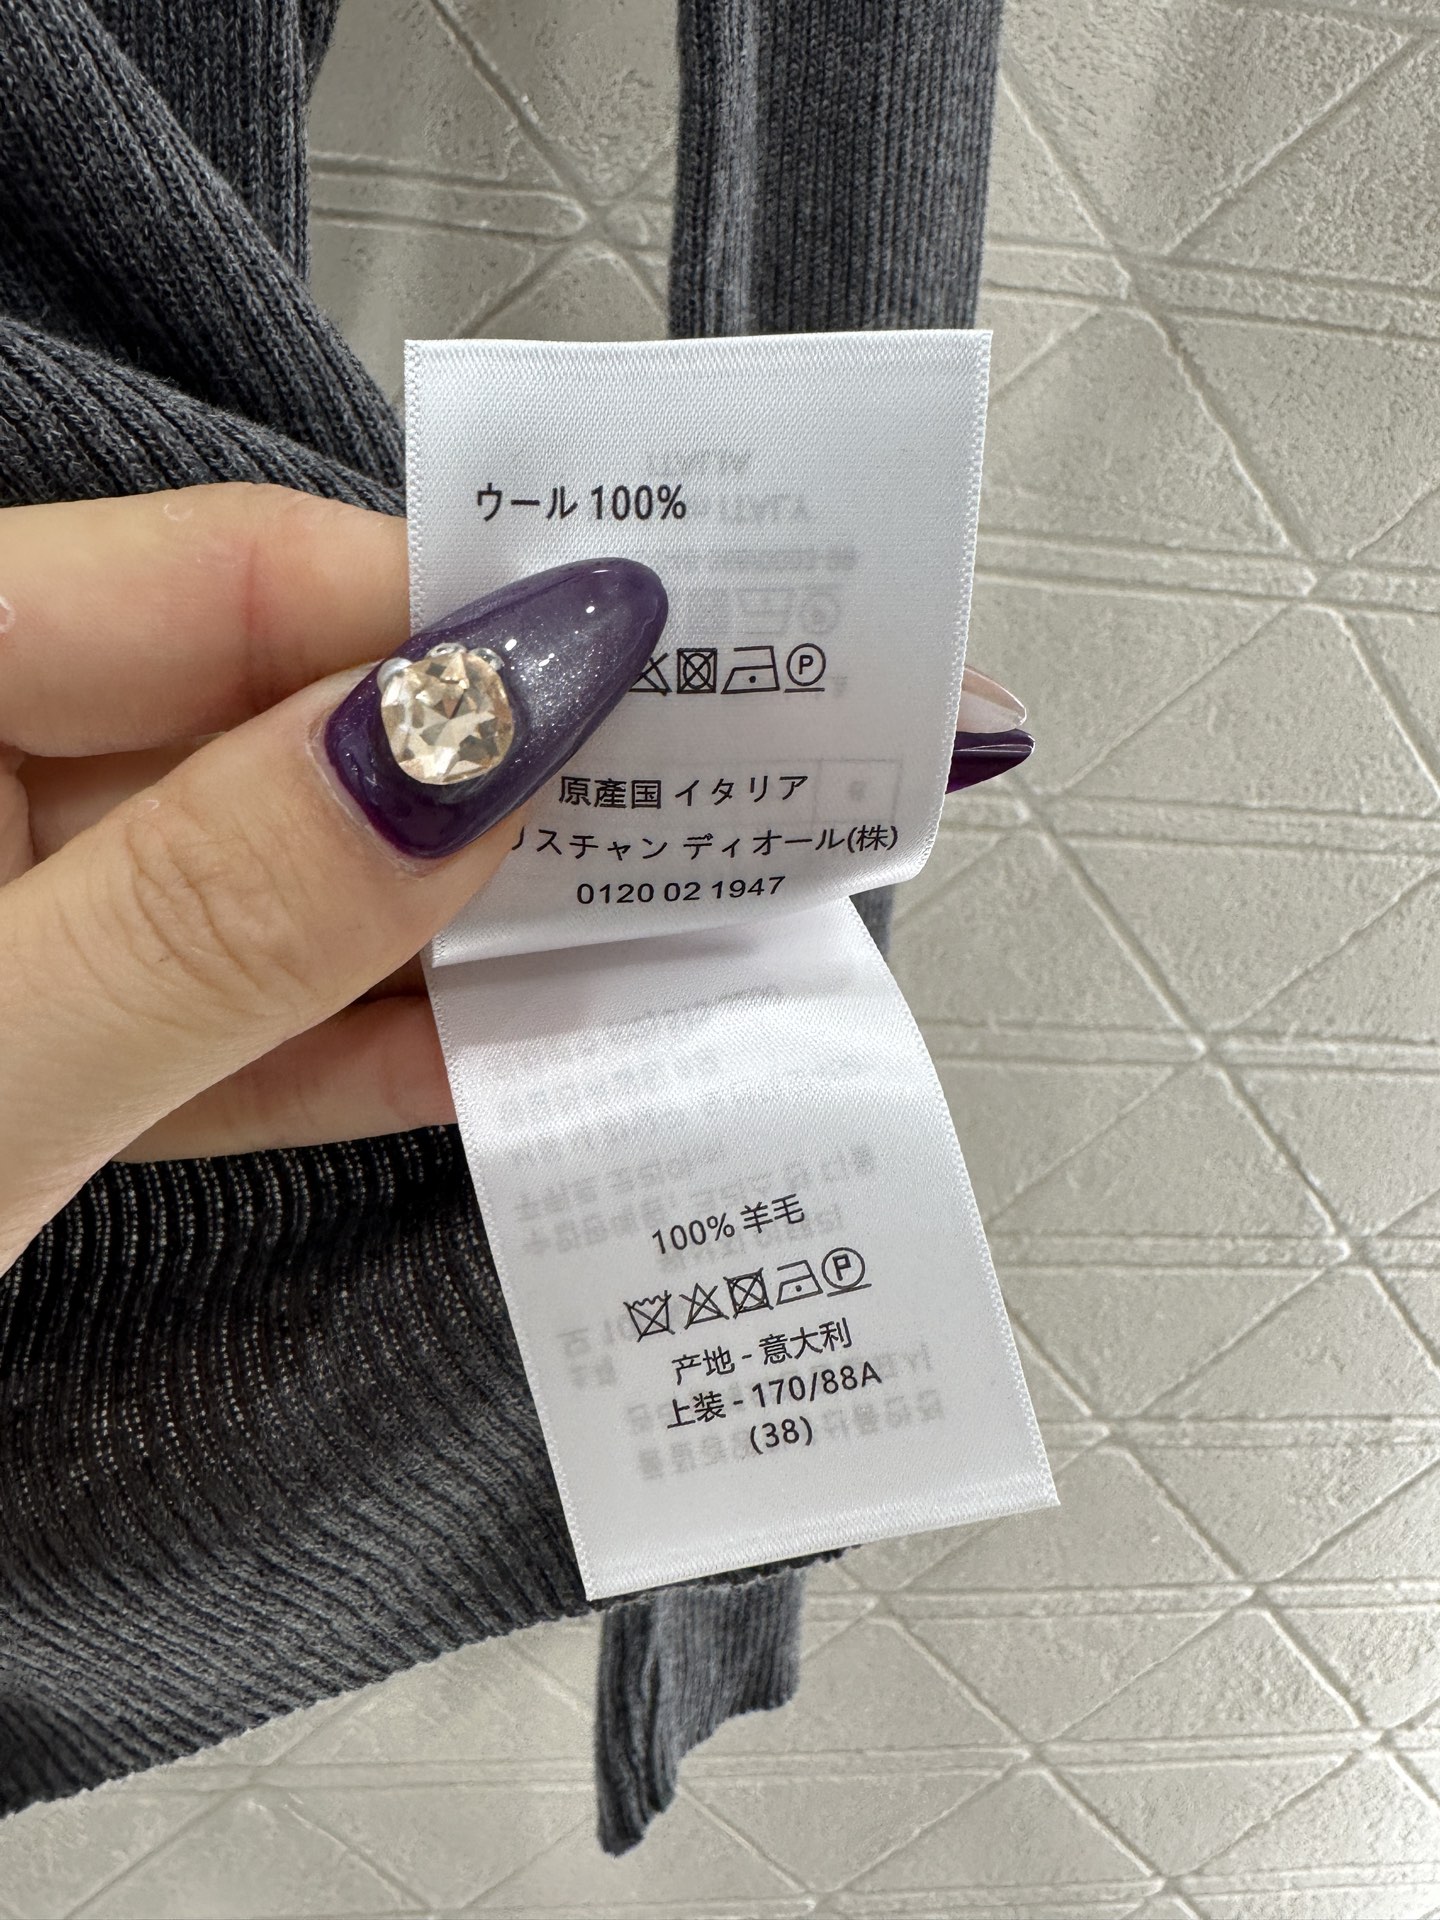 ウール 100%
原産国 イタリア
リスチャン ディオール(株)
0120 02 1947
100% 羊毛
产地 - 意大利
上装 - 170/88A
(38)